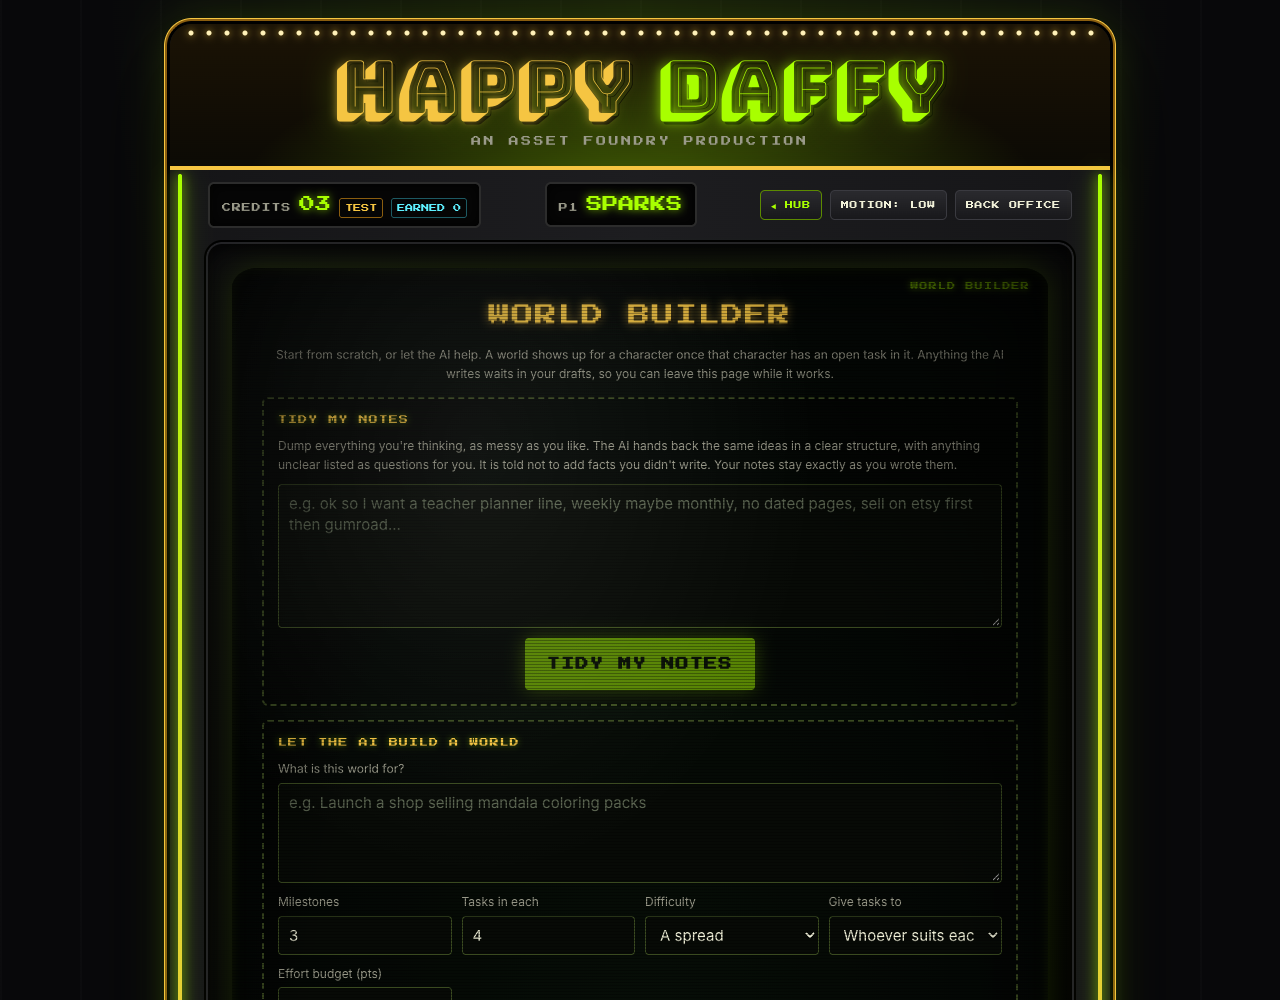 HAPPY DAFFY
AN ASSET FOUNDRY PRODUCTION
CREDITS 03 TEST EARNED 0
P1 SPARKS
◂ HUB
MOTION: LOW
BACK OFFICE
WORLD BUILDER
WORLD BUILDER
Start from scratch, or let the AI help. A world shows up for a character once that character has an open task in it. Anything the AI
writes waits in your drafts, so you can leave this page while it works.
TIDY MY NOTES
Dump everything you're thinking, as messy as you like. The AI hands back the same ideas in a clear structure, with anything
unclear listed as questions for you. It is told not to add facts you didn't write. Your notes stay exactly as you wrote them.
e.g. ok so I want a teacher planner line, weekly maybe monthly, no dated pages, sell on etsy first
then gumroad...
TIDY MY NOTES
LET THE AI BUILD A WORLD
What is this world for?
e.g. Launch a shop selling mandala coloring packs
Milestones
Tasks in each
Difficulty
Give tasks to
3
4
A spread
Whoever suits eac
Effort budget (pts)